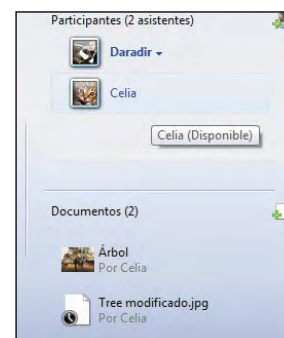 Participantes (2 asistentes)
Daradir
Celia
Celia (Disponible)
Documentos (2)
Árbol
Por Celia
Tree modificado.jpg
Por Celia